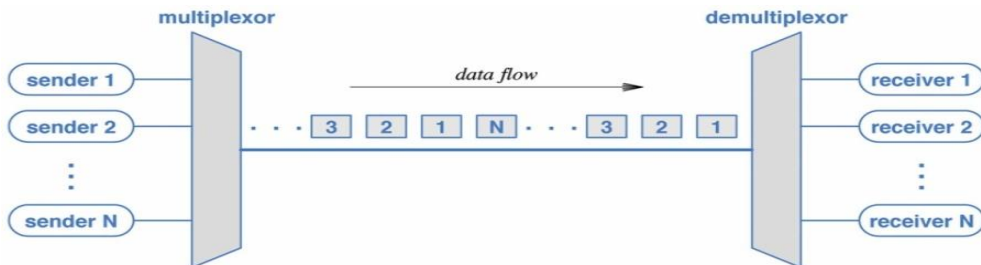 multiplexor demultiplexor
sender 1 data flow receiver 1
sender 2 . . . 3 2 1 N . . . 3 2 1 receiver 2
sender N receiver N